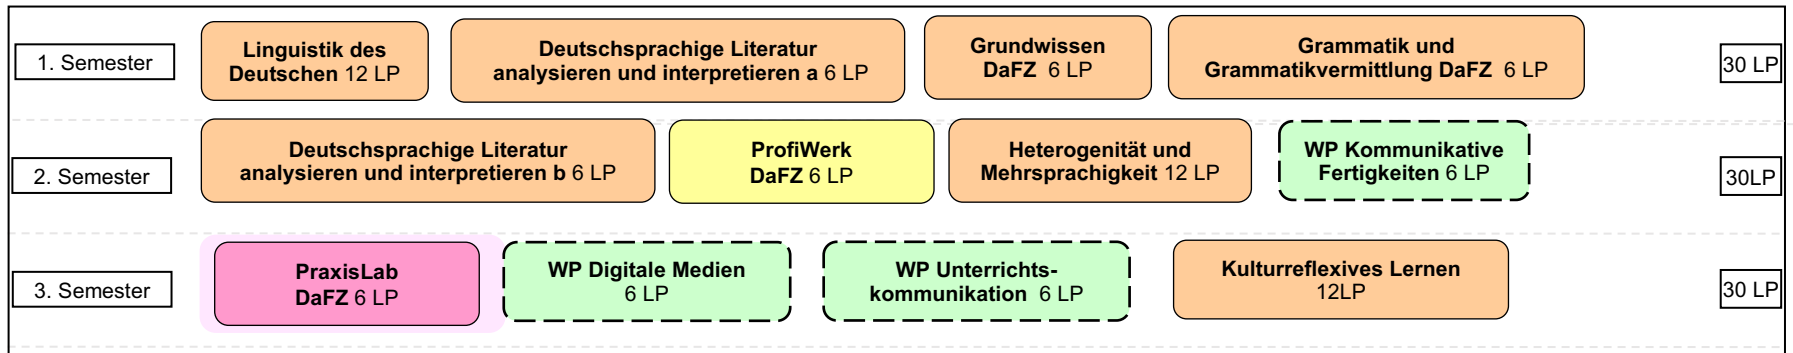 1. Semester
Linguistik des
Deutschen 12 LP
Deutschsprachige Literatur
analysieren und interpretieren a 6 LP
Grundwissen
DaFZ 6 LP
Grammatik und
Grammatikvermittlung DaFZ 6 LP
30 LP
2. Semester
Deutschsprachige Literatur
analysieren und interpretieren b 6 LP
ProfiWerk
DaFZ 6 LP
Heterogenität und
Mehrsprachigkeit 12 LP
WP Kommunikative
Fertigkeiten 6 LP
30LP
3. Semester
PraxisLab
DaFZ 6 LP
WP Digitale Medien
6 LP
WP Unterrichts-
kommunikation 6 LP
Kulturreflexives Lernen
12LP
30 LP